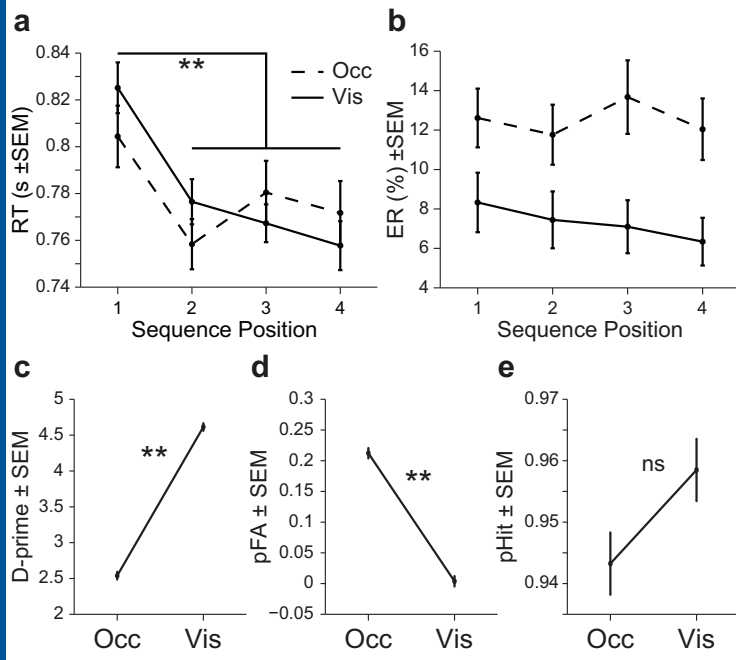 a
RT (s ±SEM)
0.84
0.82
0.8
0.78
0.76
0.74
**
Occ
Vis
1 2 3 4
Sequence Position
b
ER (%) ±SEM
16
14
12
10
8
6
4
1 2 3 4
Sequence Position
c
D-prime ± SEM
5
4.5
4
3.5
3
2.5
2
**
Occ Vis
d
pFA ± SEM
0.3
0.2
0.15
0.2
0.1
0.05
0
−0.05
**
Occ Vis
e
pHit ± SEM
0.97
0.96
0.95
0.94
ns
Occ Vis